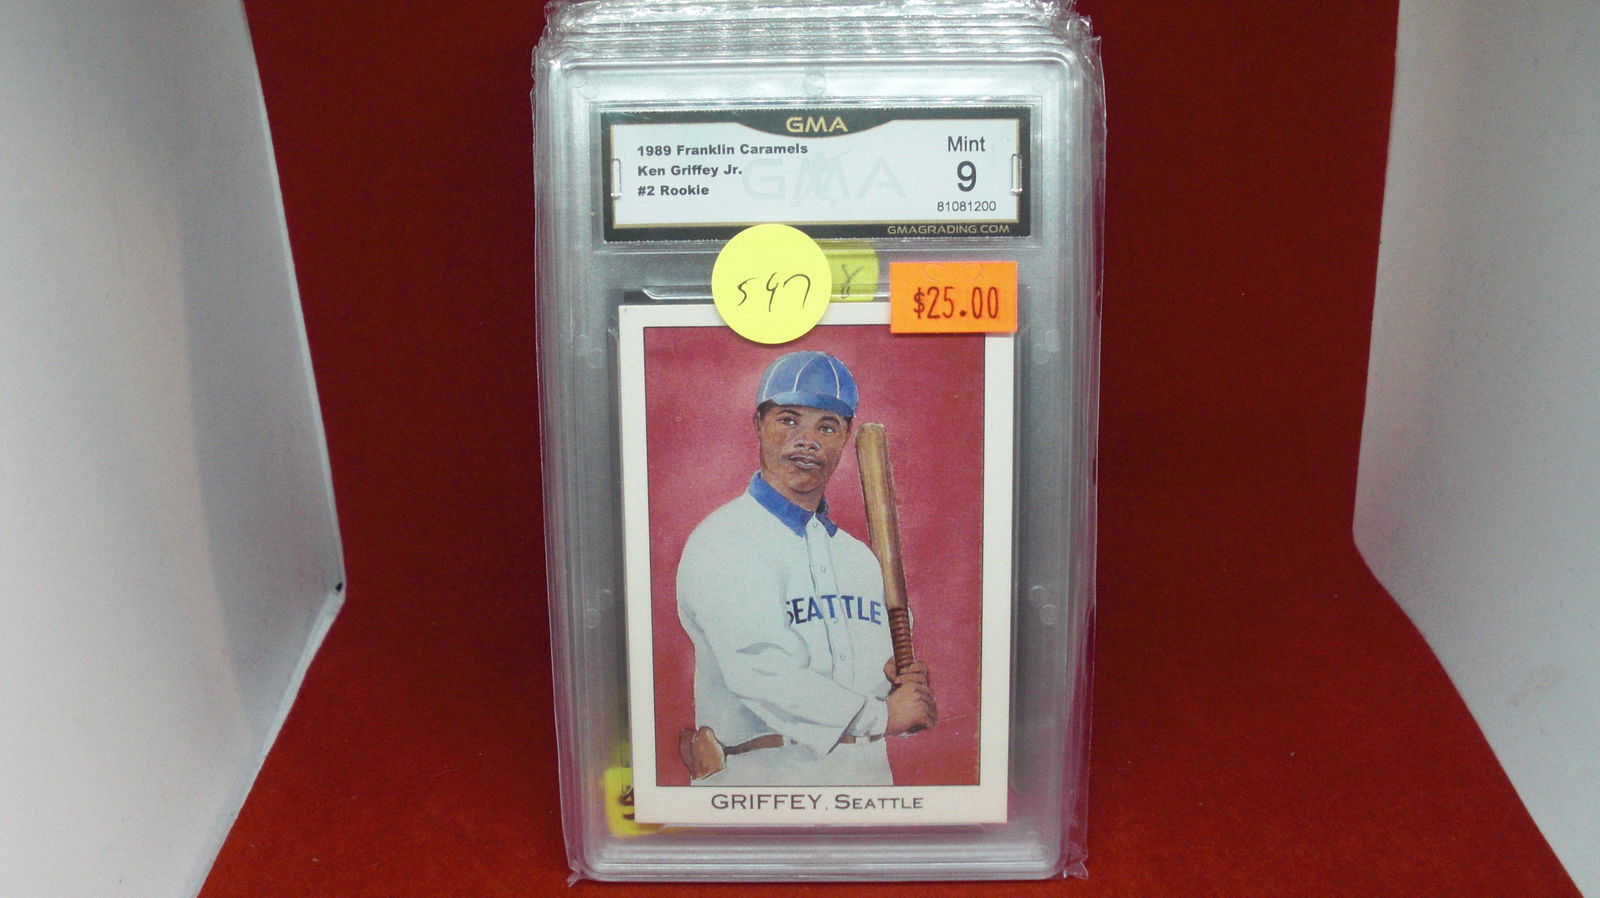 GMA
1989 Franklin Caramels
Ken Griffey Jr.
#2 Rookie
GMA
Mint
9
81081200
GMAGRADING.COM
547
$25.00
SEATTLE
GRIFFEY, SEATTLE